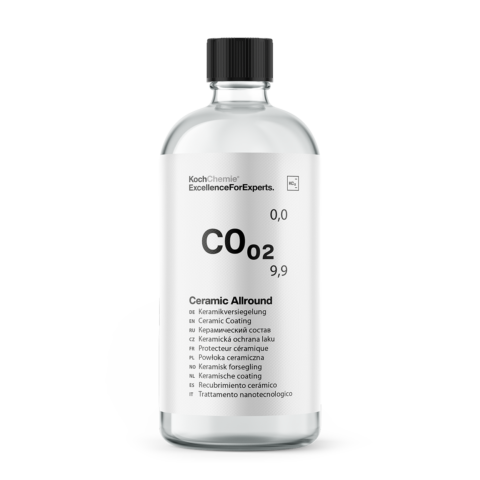 KochChemie®
ExcellenceForExperts.
0,0
CO02
9,9
Ceramic Allround
DE Keramikversiegelung
EN Ceramic Coating
RU Керамический состав
CZ Keramická ochrana laku
FR Protecteur céramique
PL Powłoka ceramiczna
NO Keramisk forsegling
NL Keramische coating
ES Recubrimiento cerámico
IT Trattamento nanotecnologico